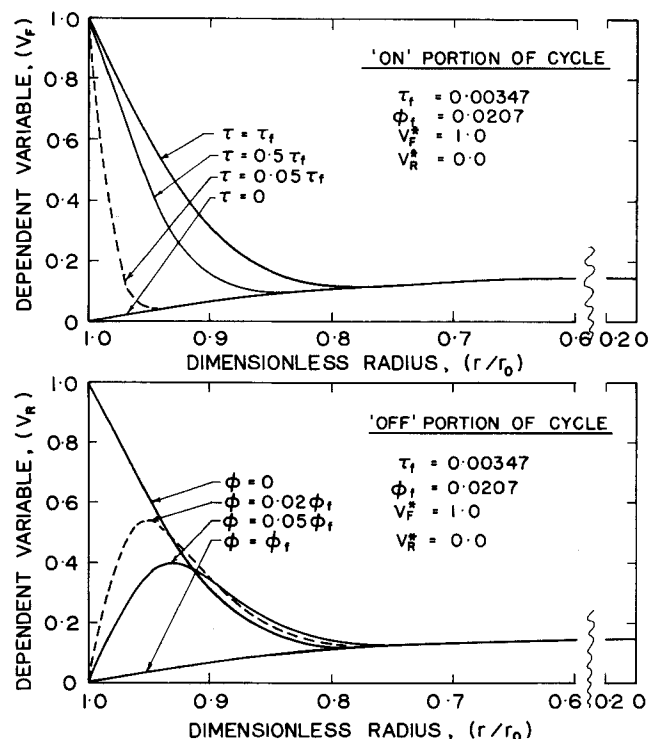 DEPENDENT VARIABLE, (V_F)
1.0
0.8
0.6
0.4
0.2
0
'ON' PORTION OF CYCLE
τ_f = 0.00347
ϕ_f = 0.0207
V_F^* = 1.0
V_R^* = 0.0
τ = τ_f
τ = 0.5 τ_f
τ = 0.05 τ_f
τ = 0
1.0 0.9 0.8 0.7 0.6 0.2 0
DIMENSIONLESS RADIUS, (r/r_0)
DEPENDENT VARIABLE, (V_R)
1.0
0.8
0.6
0.4
0.2
0
'OFF' PORTION OF CYCLE
τ_f = 0.00347
ϕ_f = 0.0207
V_F^* = 1.0
V_R^* = 0.0
ϕ = 0
ϕ = 0.02 ϕ_f
ϕ = 0.05 ϕ_f
ϕ = ϕ_f
1.0 0.9 0.8 0.7 0.6 0.2 0
DIMENSIONLESS RADIUS, (r/r_0)